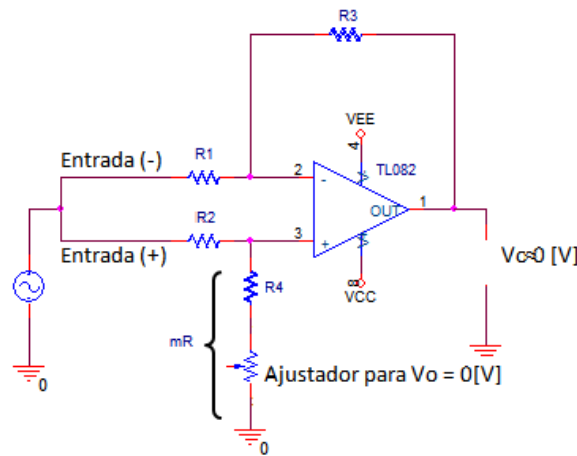 R3
VEE
4
TL082
Entrada (-)
R1
2
-
OUT
1
R2
3
+
Entrada (+)
8
VCC
Vc≈0 [V]
R4
mR
Ajustador para Vo = 0[V]
0
0